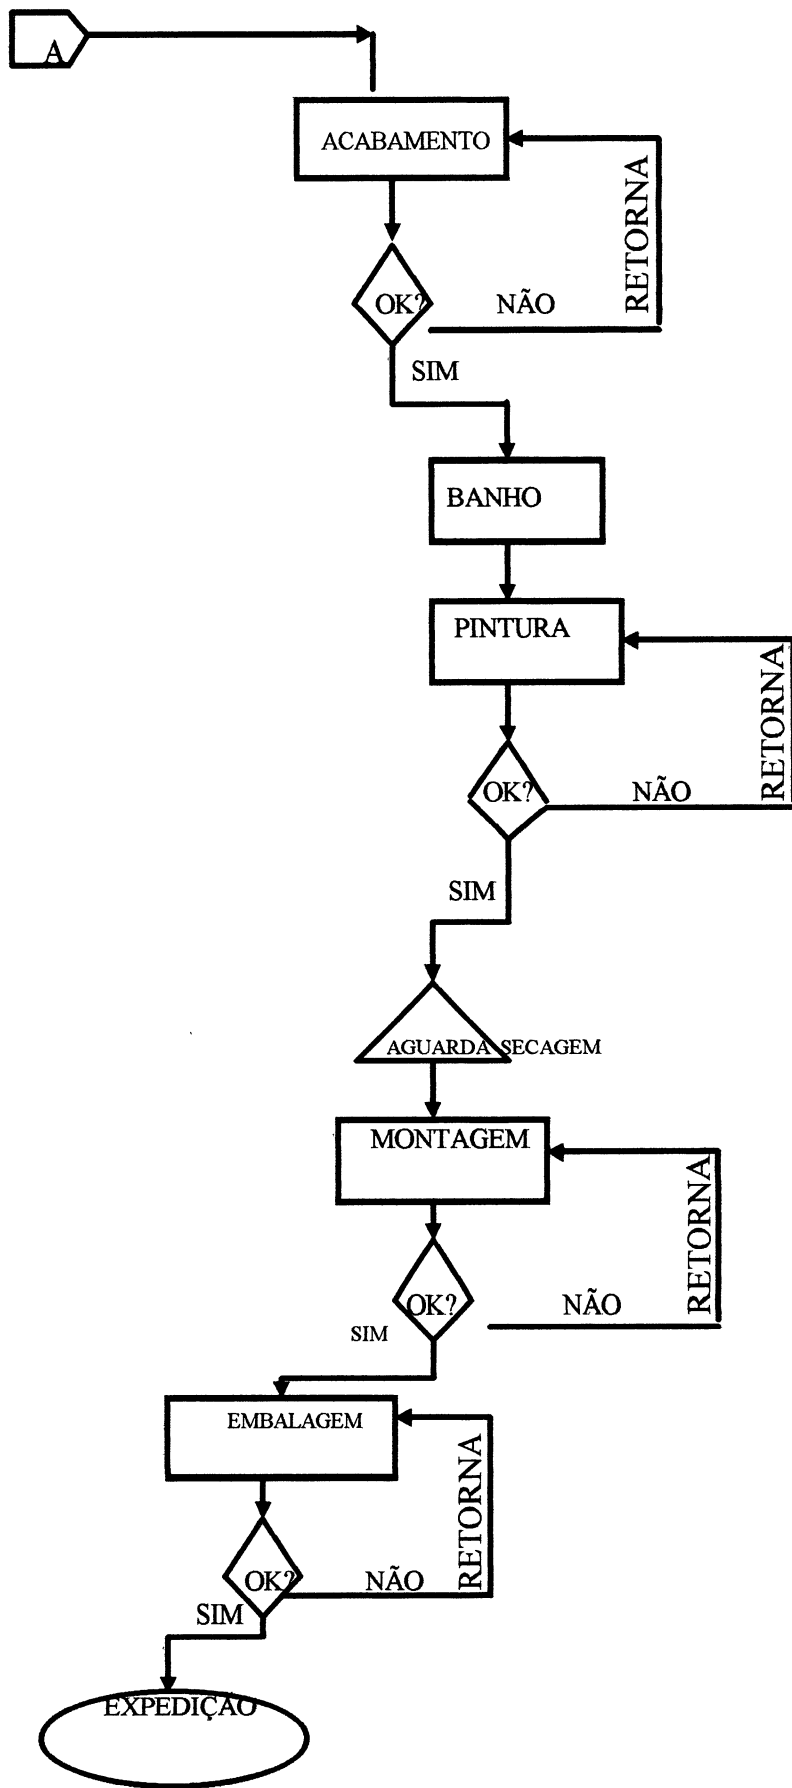 A
ACABAMENTO
RETORNA
OK?
NÃO
SIM
BANHO
PINTURA
RETORNA
OK?
NÃO
SIM
AGUARDA SECAGEM
MONTAGEM
RETORNA
OK?
NÃO
SIM
EMBALAGEM
RETORNA
OK?
NÃO
SIM
EXPEDIÇÃO